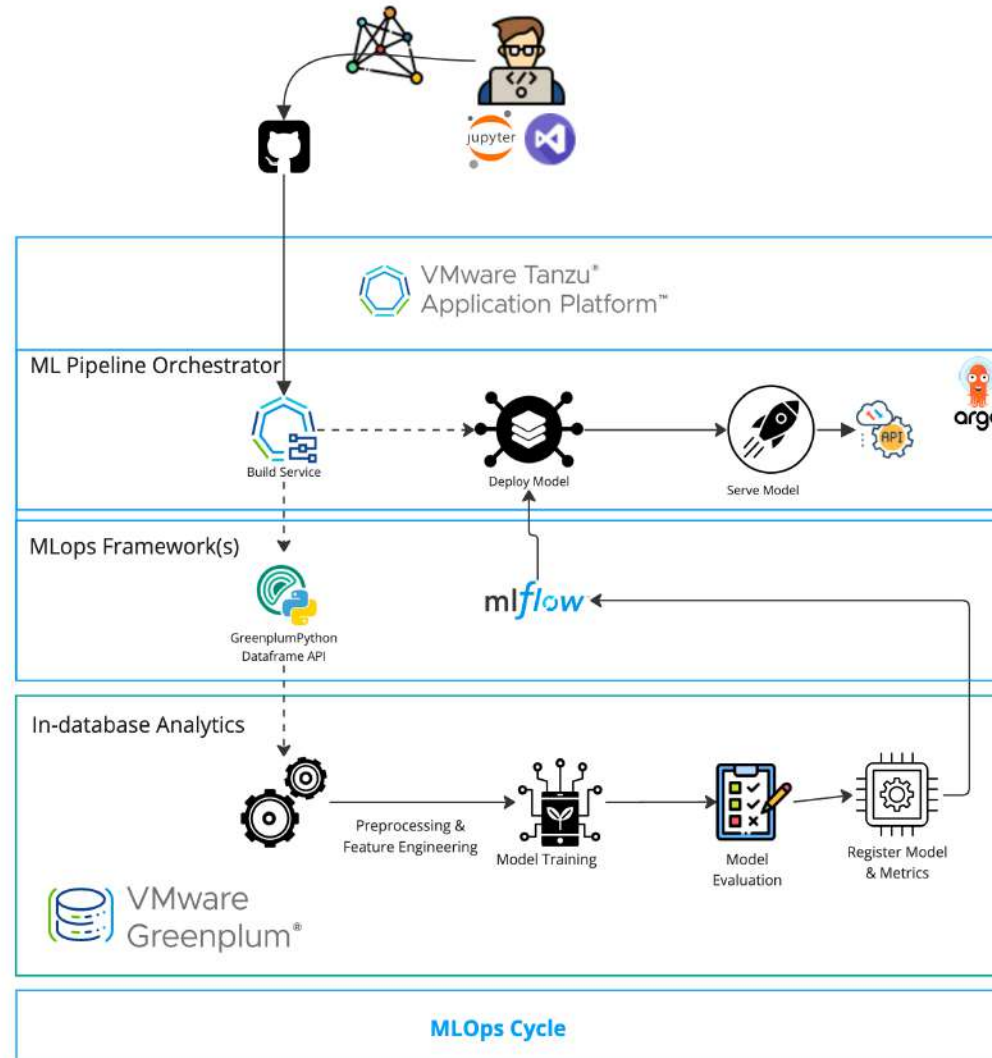 jupyter
VMware Tanzu®
Application Platform™
ML Pipeline Orchestrator
argo
API
Build Service
Deploy Model
Serve Model
MLops Framework(s)
mlflow
GreenplumPython
Dataframe API
In-database Analytics
Preprocessing &
Feature Engineering
Model Training
Model
Evaluation
Register Model
& Metrics
VMware
Greenplum®
MLOps Cycle